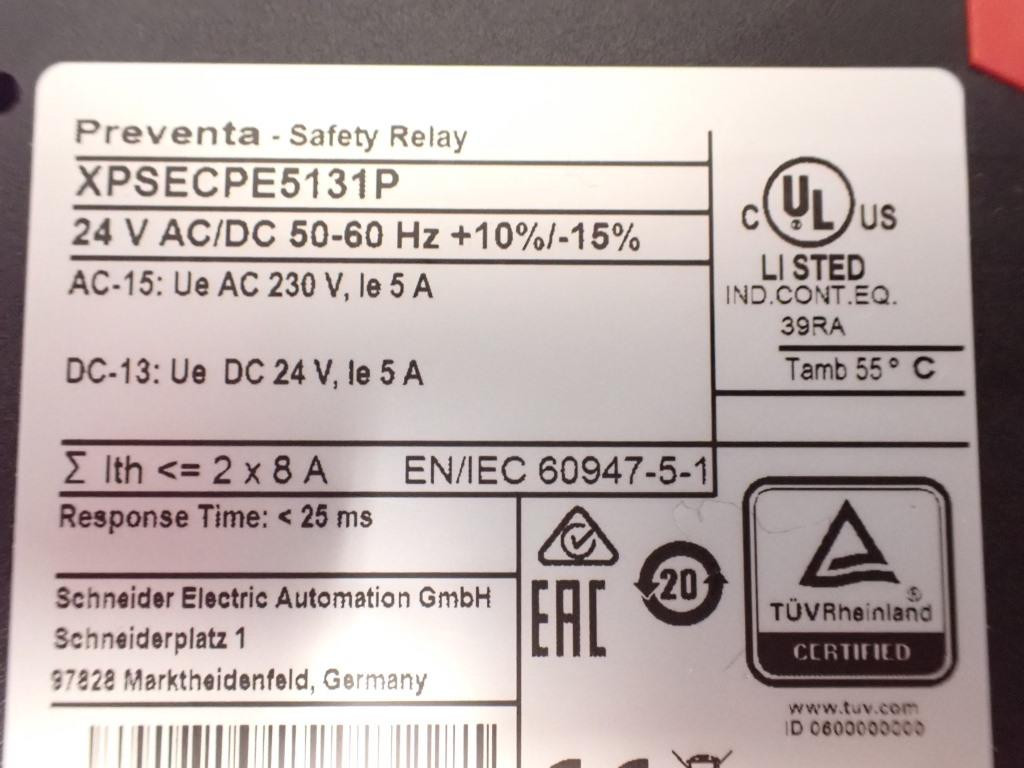 Preventa - Safety Relay
XPSECPE5131P
24 V AC/DC 50-60 Hz +10%/-15%
AC-15: Ue AC 230 V, Ie 5 A
DC-13: Ue DC 24 V, Ie 5 A
Σ Ith <= 2 x 8 A EN/IEC 60947-5-1
Response Time: < 25 ms
Schneider Electric Automation GmbH
Schneiderplatz 1
97828 Marktheidenfeld, Germany
C UL US
LISTED
IND.CONT.EQ.
39RA
Tamb 55° C
EAC
20
TÜVRheinland®
CERTIFIED
www.tuv.com
ID 0600000000